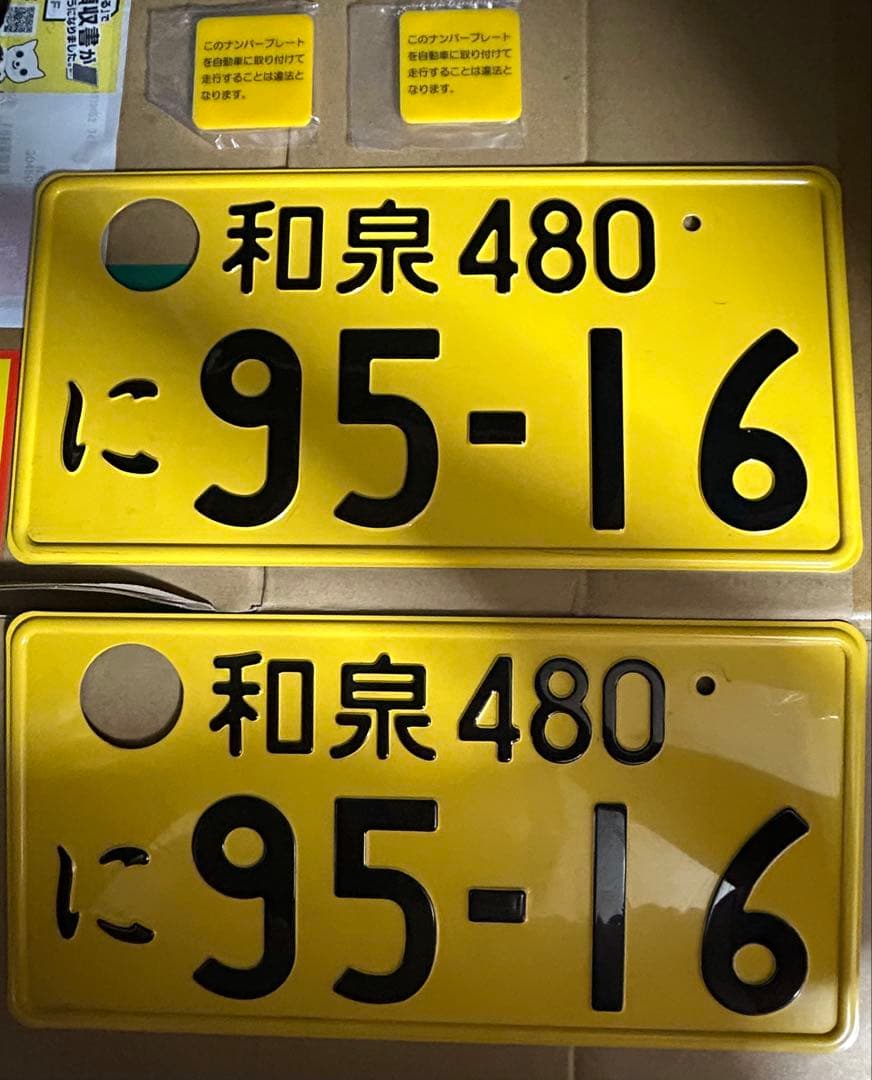 このナンバープレート
を自動車に取り付けて
走行することは違法と
なります。
このナンバープレート
を自動車に取り付けて
走行することは違法と
なります。
和泉480
に 95-16
和泉480
に 95-16